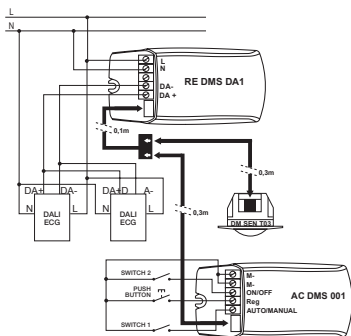 L
N
L
N
RE DMS DA1
DA-
DA +
0,1m
0,3m
DA+ DA- DA+D A-
N DALI ECG L N DALI ECG L
0,3m
DM SEN T03
SWITCH 2
M-
M-
PUSH BUTTON
ON/OFF
AC DMS 001
Reg
SWITCH 1
AUTO/MANUAL